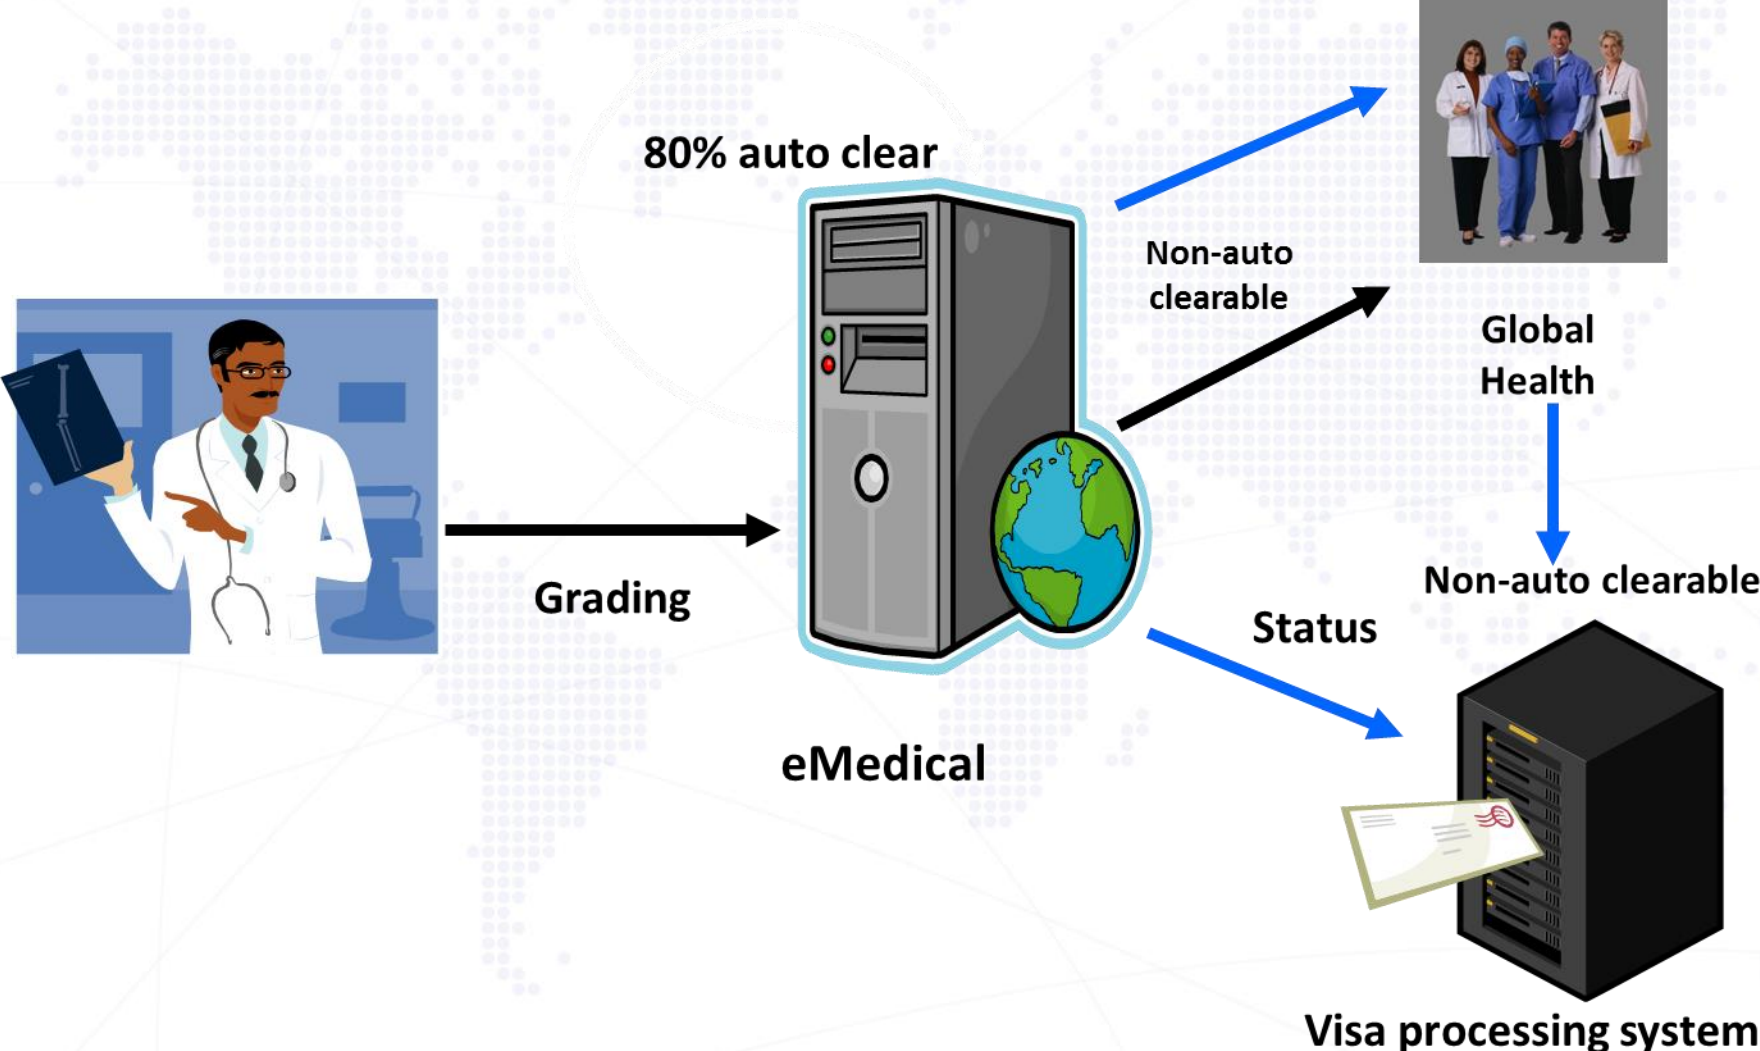 80% auto clear
Non-auto
clearable
Global
Health
Grading
Non-auto clearable
Status
eMedical
Visa processing system